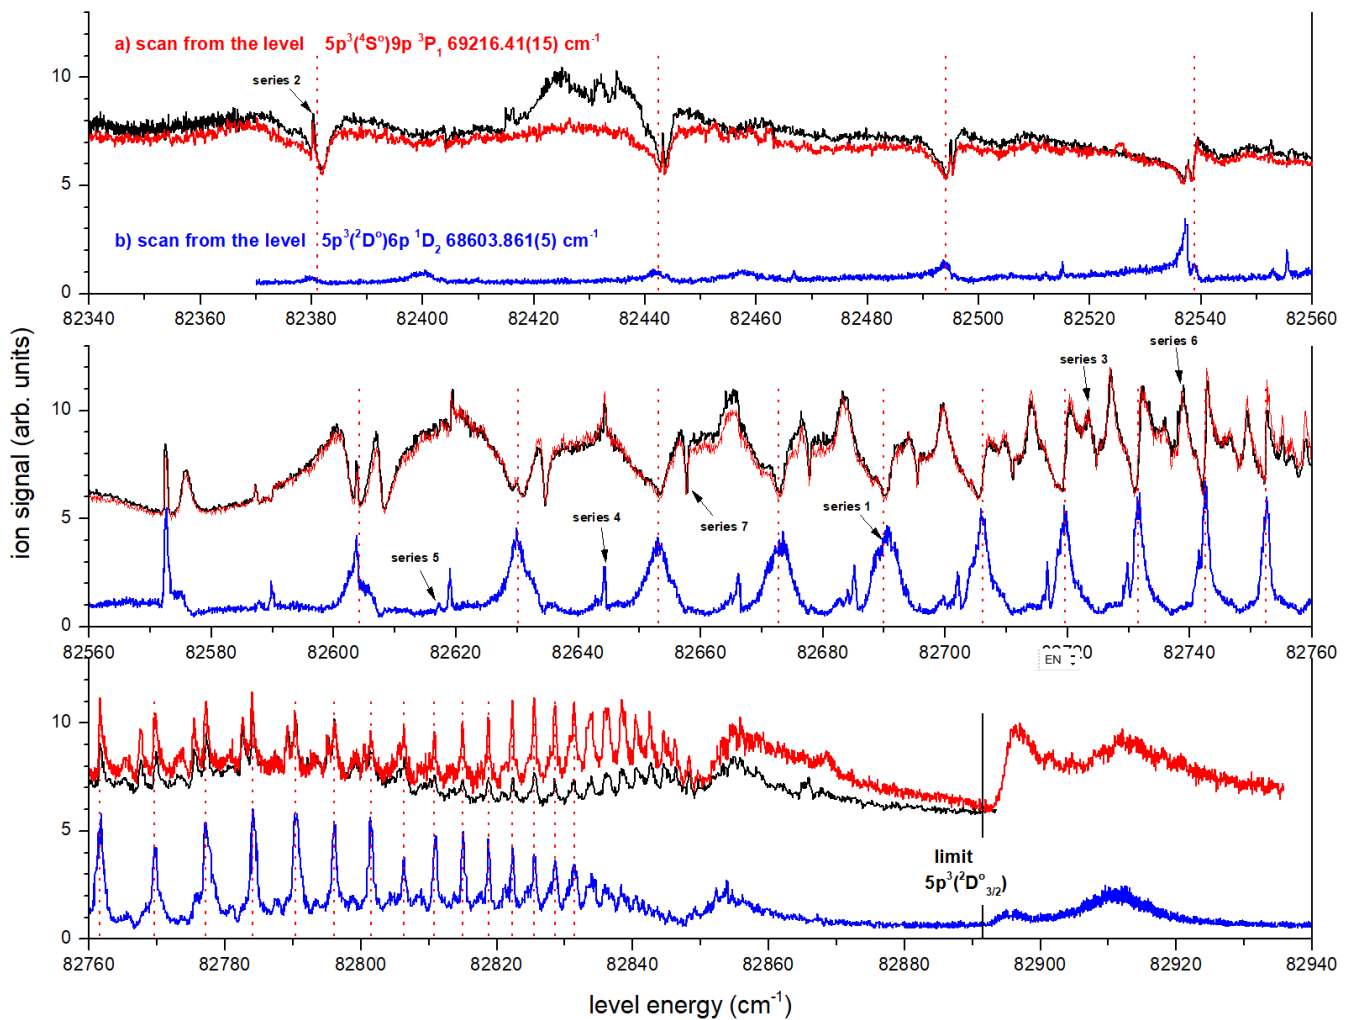 a) scan from the level 5p³(⁴Sᵒ)9p ³P₁ 69216.41(15) cm⁻¹
10
series 2
5
b) scan from the level 5p³(²Dᵒ)6p ¹D₂ 68603.861(5) cm⁻¹
0
82340 82360 82380 82400 82420 82440 82460 82480 82500 82520 82540 82560
series 6
series 3
10
series 1
series 4
series 7
5
series 5
0
82560 82580 82600 82620 82640 82660 82680 82700 82720 82740 82760
EN
10
5
limit
5p³(²Dᵒ₃/₂)
0
82760 82780 82800 82820 82840 82860 82880 82900 82920 82940
level energy (cm⁻¹)
ion signal (arb. units)